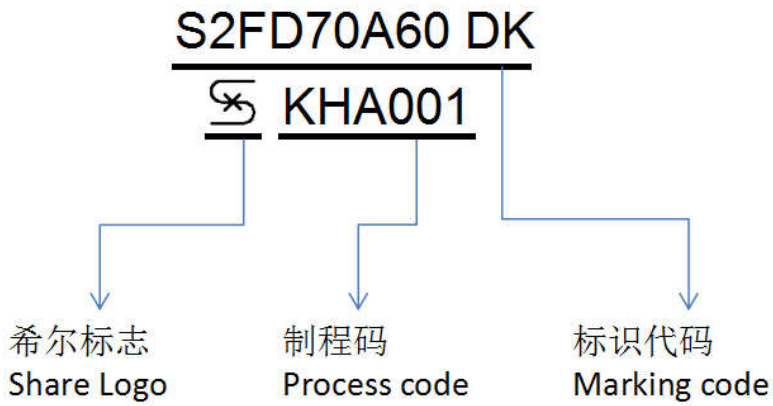 S2FD70A60 DK
KHA001
希尔标志
Share Logo
制程码
Process code
标识代码
Marking code